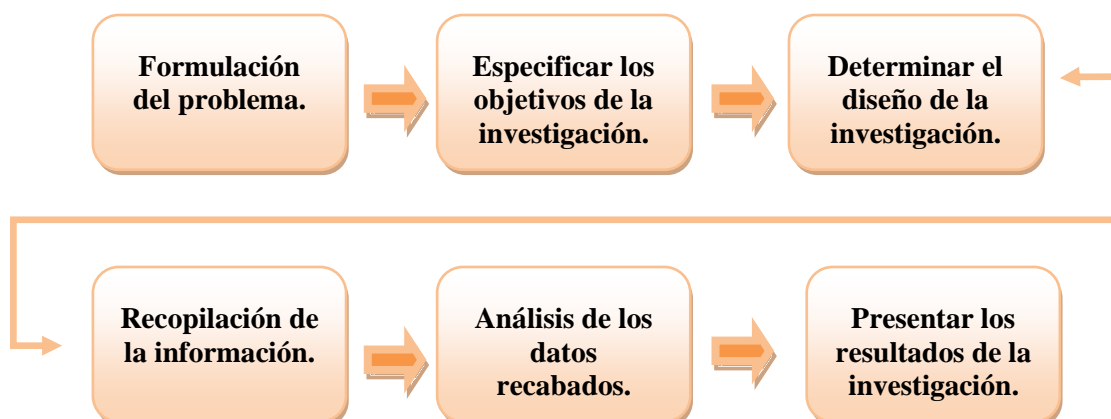 Formulación
del problema.
Especificar los
objetivos de la
investigación.
Determinar el
diseño de la
investigación.
Recopilación de
la información.
Análisis de los
datos
recabados.
Presentar los
resultados de la
investigación.